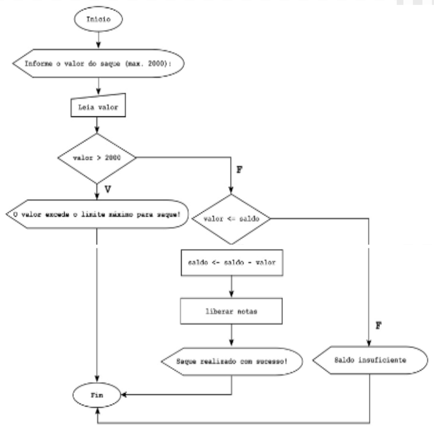 Inicio
Informe o valor do saque (max. 2000):
Leia valor
valor > 2000
F
V
O valor excede o limite máximo para saque!
valor <= saldo
saldo <- saldo - valor
liberar notas
F
Saque realizado com sucesso!
Saldo insuficiente
Fim